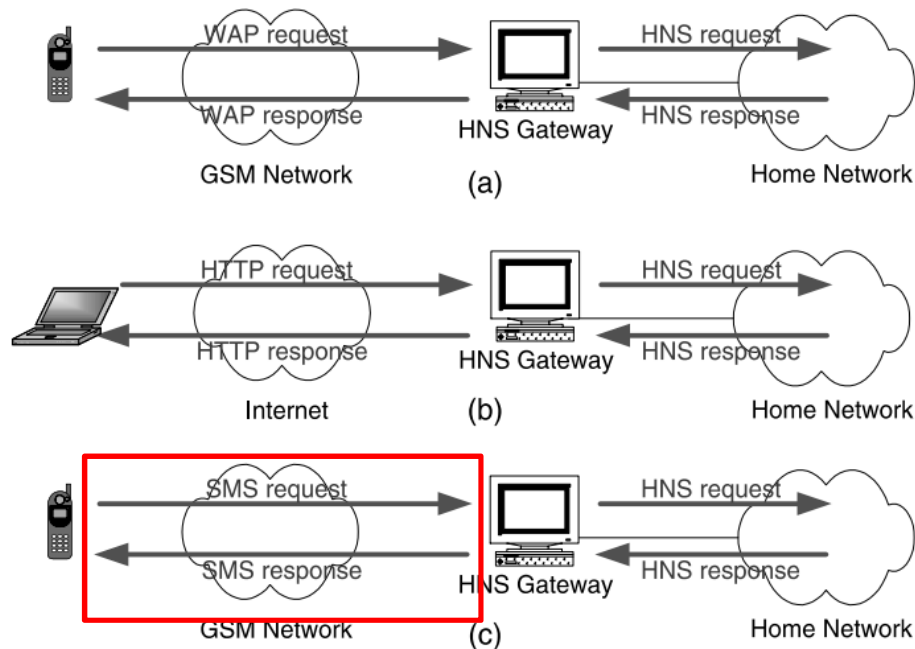 WAP request
HNS request
WAP response
HNS response
HNS Gateway
GSM Network
Home Network
(a)
HTTP request
HNS request
HTTP response
HNS response
HNS Gateway
Internet
(b)
Home Network
SMS request
HNS request
SMS response
HNS response
HNS Gateway
GSM Network
(c)
Home Network